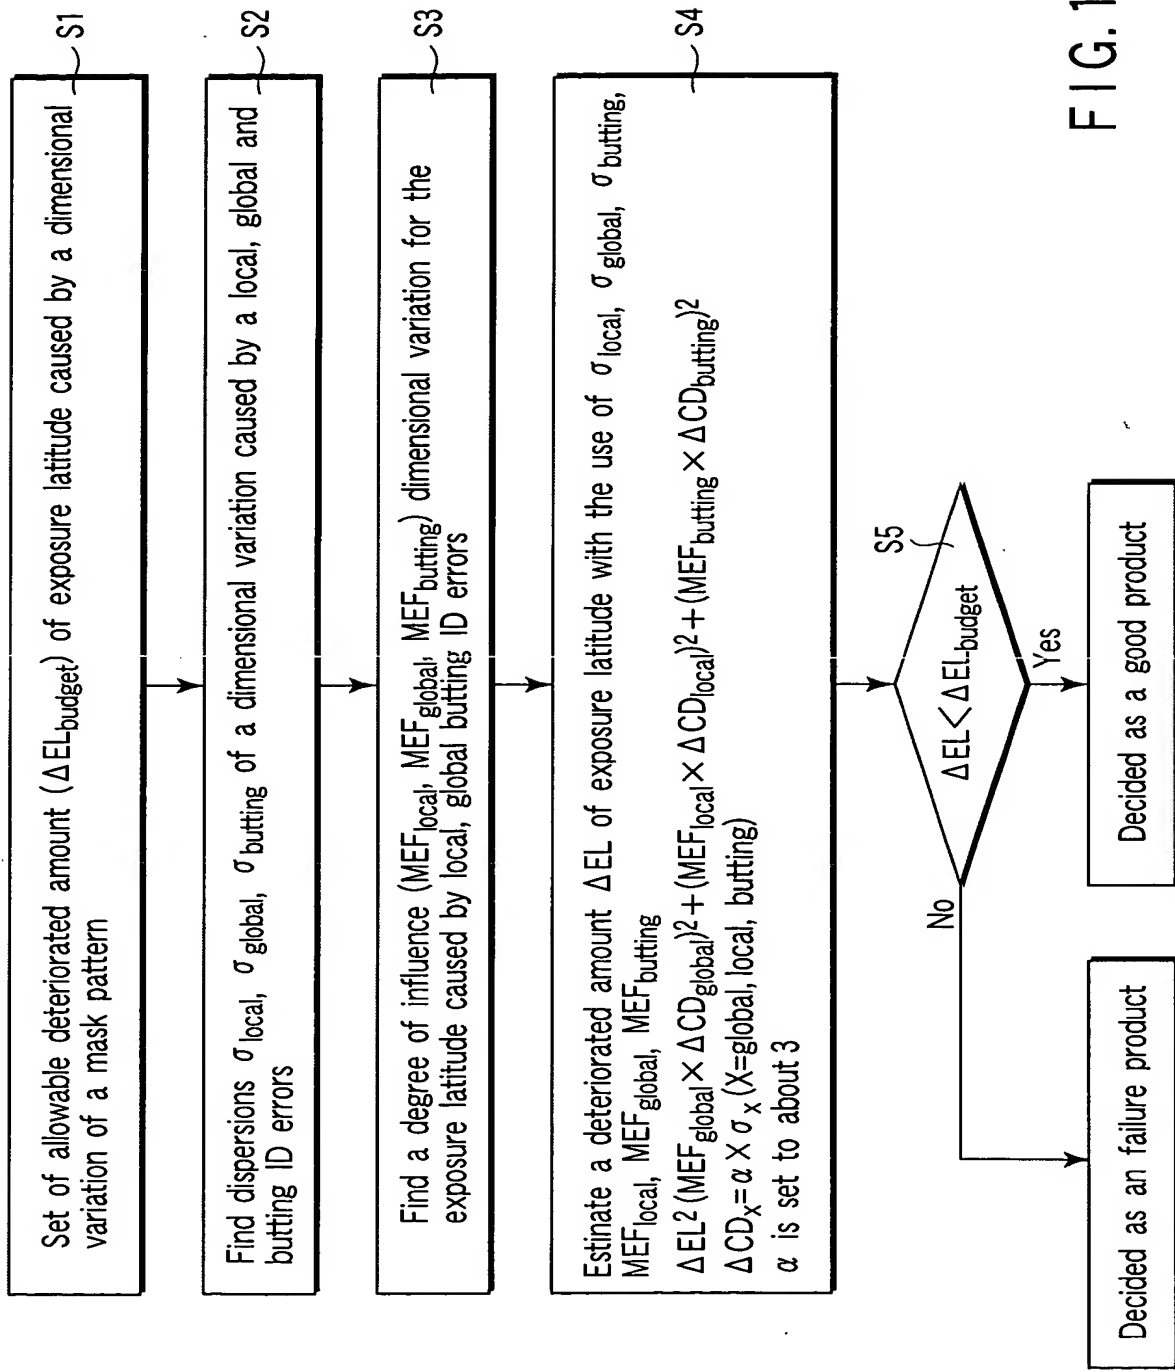 Set of allowable deteriorated amount (ΔEL_budget) of exposure latitude caused by a dimensional
variation of a mask pattern
S1
Find dispersions σ_local, σ_global, σ_butting of a dimensional variation caused by a local, global and
butting ID errors
S2
Find a degree of influence (MEF_local, MEF_global, MEF_butting) dimensional variation for the
exposure latitude caused by local, global butting ID errors
S3
Estinate a deteriorated amount ΔEL of exposure latitude with the use of σ_local, σ_global, σ_butting,
MEF_local, MEF_global, MEF_butting
ΔEL²(MEF_global×ΔCD_global)²+(MEF_local×ΔCD_local)²+(MEF_butting×ΔCD_butting)²
ΔCD_X=α×σ_X(X=global, local, butting)
α is set to about 3
S4
S5
ΔEL<ΔEL-budget
No
Yes
Decided as an failure product
Decided as a good product
FIG. 1